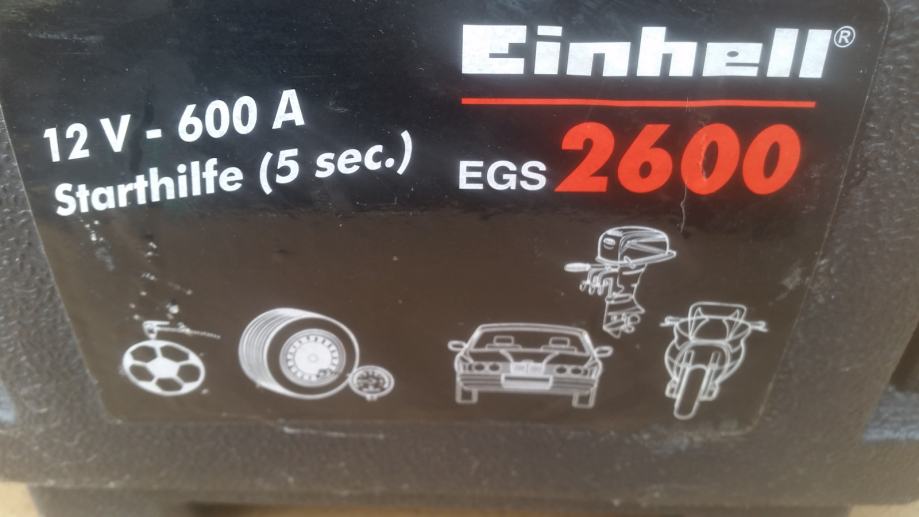 Einhell®
12 V - 600 A
Starthilfe (5 sec.)
EGS 2600